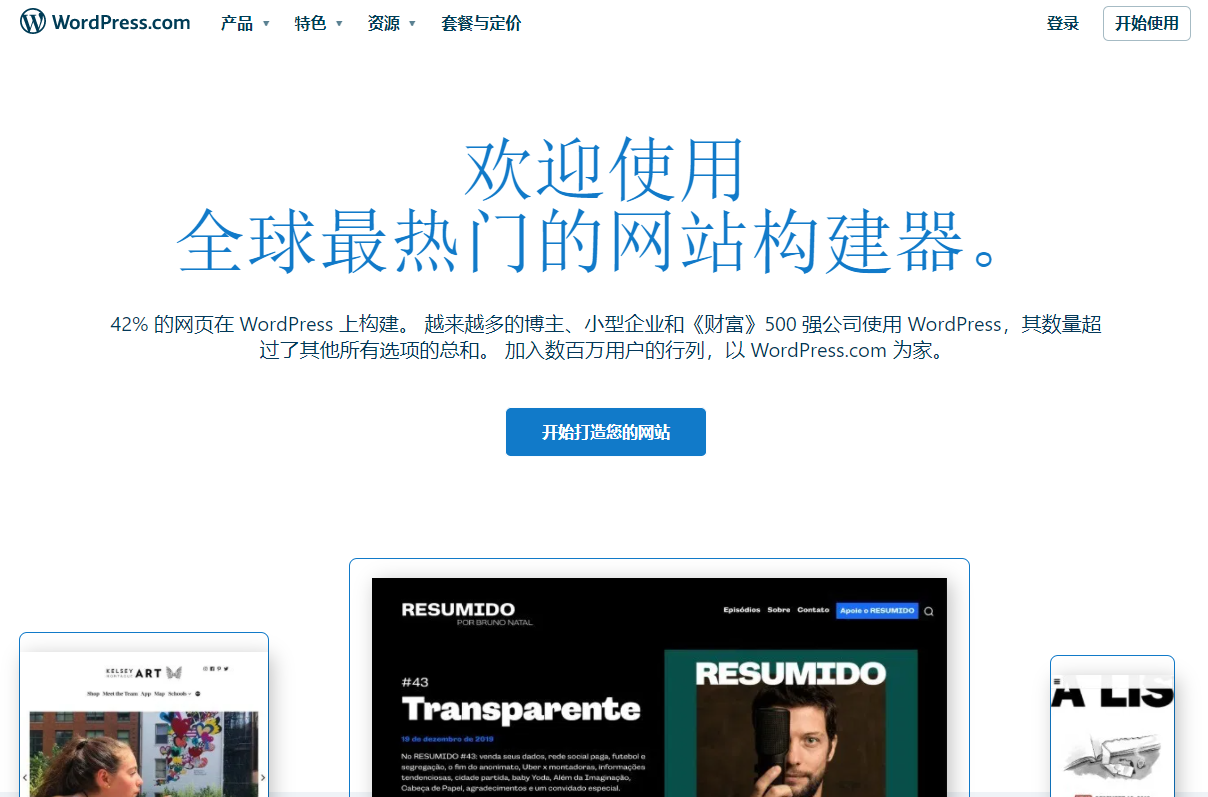 WordPress.com 产品 特色 资源 套餐与定价 登录 开始使用
欢迎使用
全球最热门的网站构建器。
42% 的网页在 WordPress 上构建。 越来越多的博主、小型企业和《财富》500 强公司使用 WordPress，其数量超
过了其他所有选项的总和。 加入数百万用户的行列，以 WordPress.com 为家。
开始打造您的网站
RESUMIDO
POR BRUNO NATAL
Episódios Sobre Contato Apoie o RESUMIDO
#43
Transparente
19 de dezembro de 2019
No RESUMIDO #43: venda seus dados, rede social paga, futebol e
segregação, o fim do anonimato, Uber x montadoras, informações
tendenciosas, cidade partida, baby Yoda, Além da Imaginação,
Cabeça de Papel, agradecimentos e um convidado especial.
RESUMIDO
KELSEY
MONTAGUE
ART
Shop Meet the Team App Map Schools
A LIS